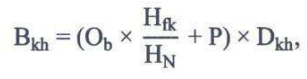 B_kh = (O_b × H_fk / H_N + P) × D_kh,